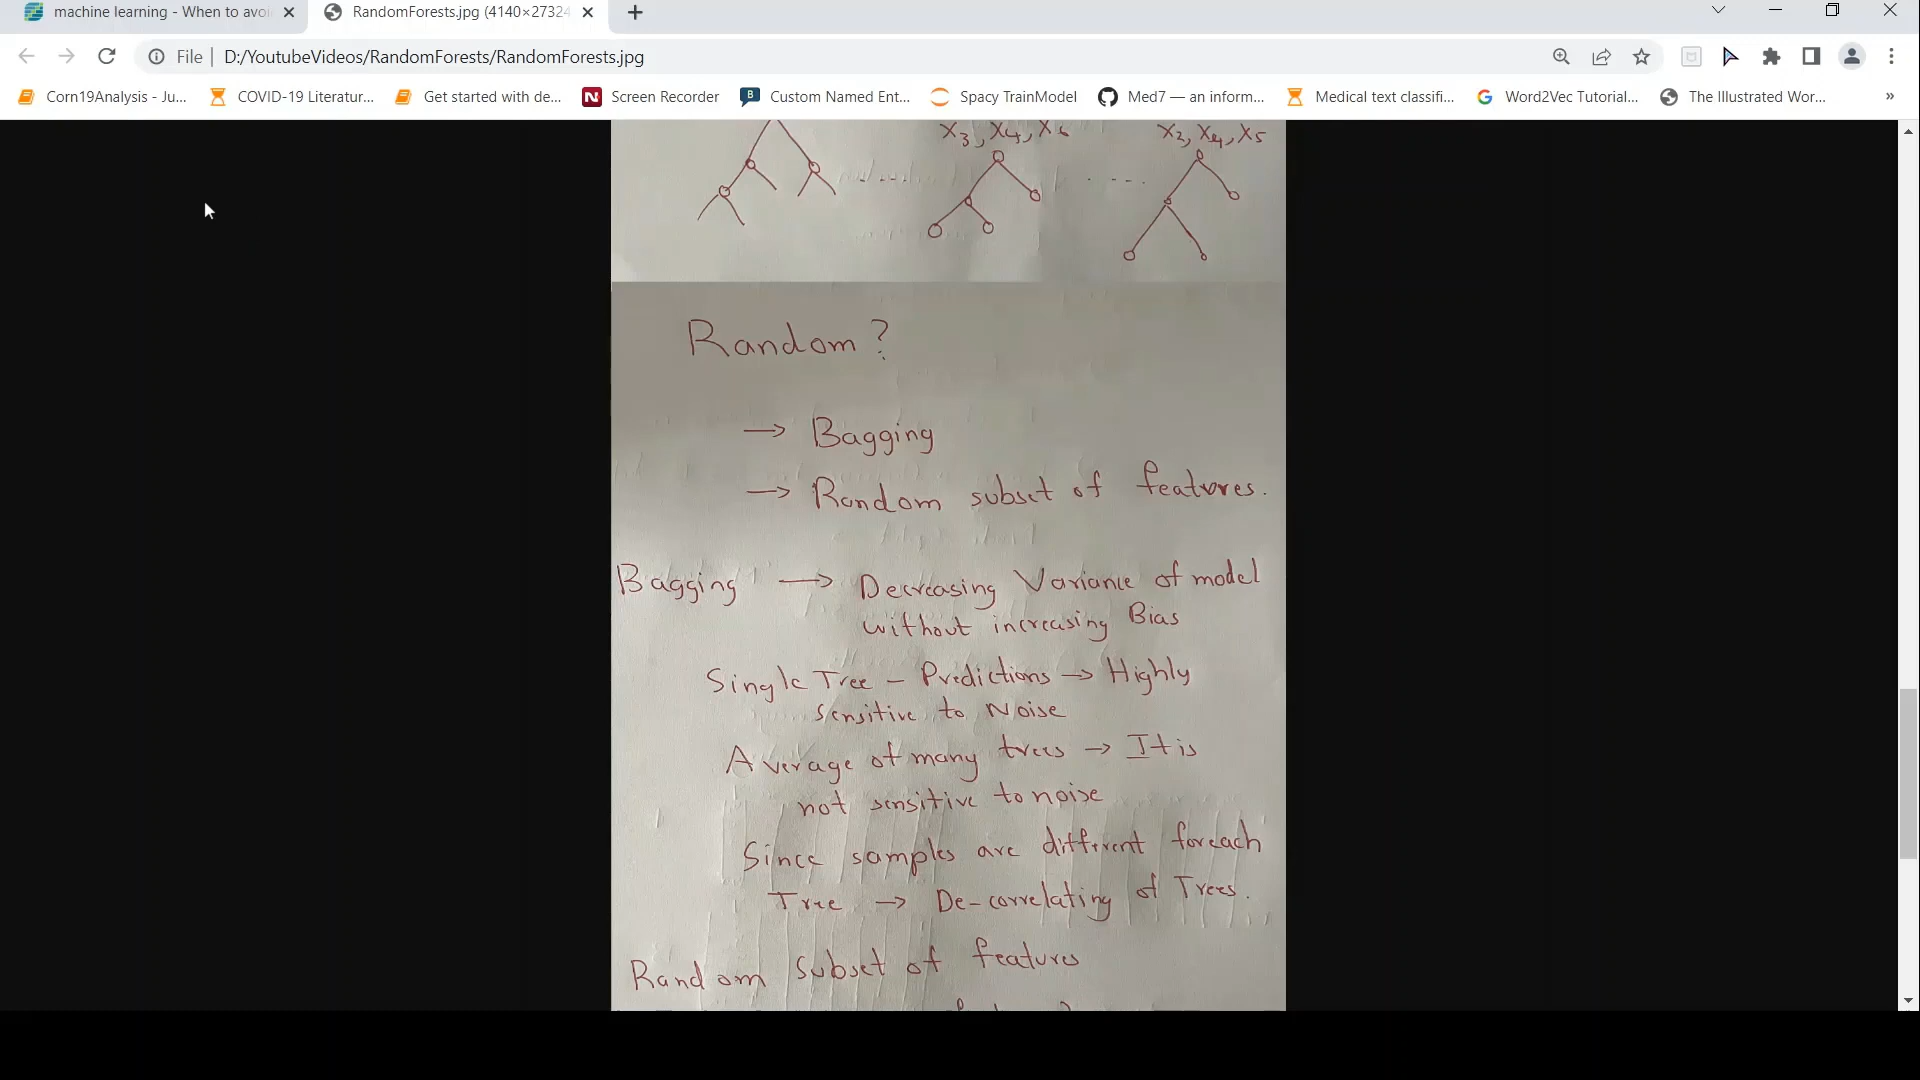 machine learning - When to avoi
RandomForests.jpg (4140×27324
File
D:/YoutubeVideos/RandomForests/RandomForests.jpg
Corn19Analysis - Ju...
COVID-19 Literatur...
Get started with de...
N Screen Recorder
B Custom Named Ent...
Spacy TrainModel
Med7 — an inform...
Medical text classifi...
G Word2Vec Tutorial...
The Illustrated Wor...
»
X3, X4, X6
X2, X4, X5
Random ?
→ Bagging
→ Random subset of features.
Bagging → Decreasing Variance of model
without increasing Bias
Single Tree - Predictions → Highly
sensitive to Noise
Average of many trees → It is
not sensitive to noise
Since samples are different foreach
Tree → De-correlating of Trees.
Random subset of features